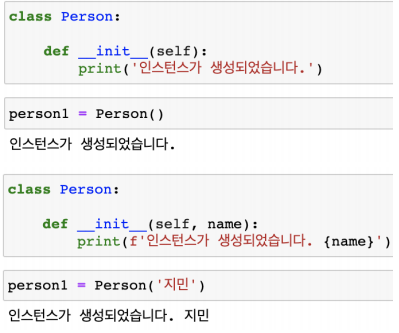 class Person:
def __init__(self):
print('인스턴스가 생성되었습니다.')
person1 = Person()
인스턴스가 생성되었습니다.
class Person:
def __init__(self, name):
print(f'인스턴스가 생성되었습니다. {name}')
person1 = Person('지민')
인스턴스가 생성되었습니다. 지민